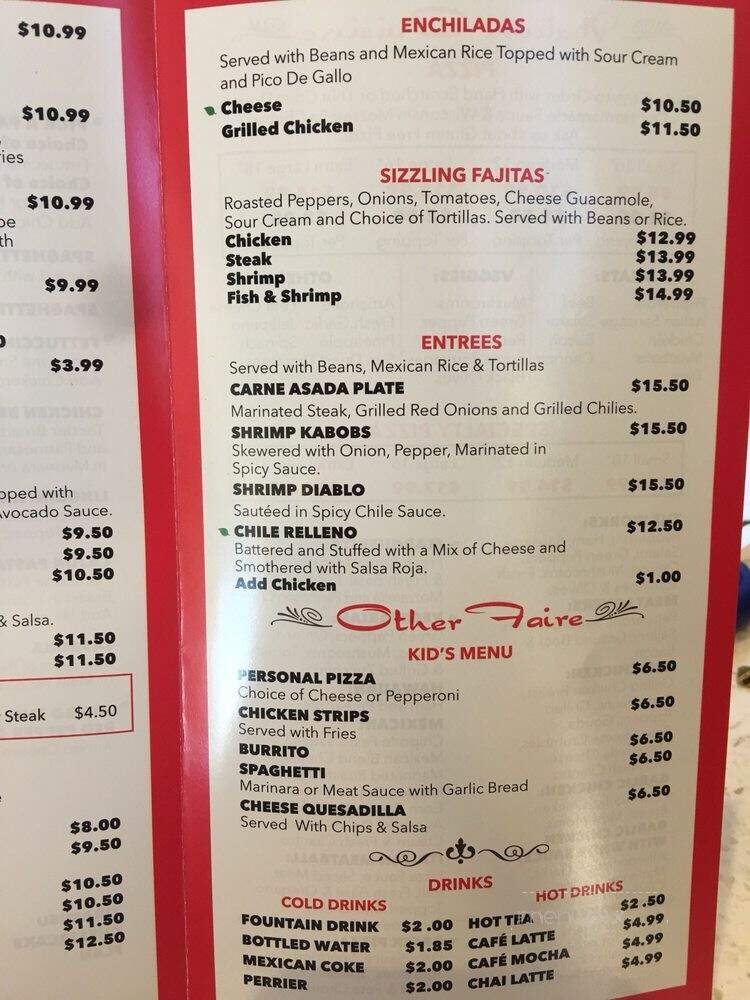 $10.99
$10.99
ries
$10.99
pe
th
$9.99
$3.99
pped with
Avocado Sauce.
$9.50
$9.50
$10.50
& Salsa.
$11.50
$11.50
Steak $4.50
$8.00
$9.50
$10.50
$10.50
$11.50
$12.50
ENCHILADAS
Served with Beans and Mexican Rice Topped with Sour Cream
and Pico De Gallo
Cheese $10.50
Grilled Chicken $11.50
SIZZLING FAJITAS
Roasted Peppers, Onions, Tomatoes, Cheese Guacamole,
Sour Cream and Choice of Tortillas. Served with Beans or Rice.
Chicken $12.99
Steak $13.99
Shrimp $13.99
Fish & Shrimp $14.99
ENTREES
Served with Beans, Mexican Rice & Tortillas
CARNE ASADA PLATE $15.50
Marinated Steak, Grilled Red Onions and Grilled Chilies.
SHRIMP KABOBS $15.50
Skewered with Onion, Pepper, Marinated in
Spicy Sauce.
SHRIMP DIABLO $15.50
Sautéed in Spicy Chile Sauce.
CHILE RELLENO $12.50
Battered and Stuffed with a Mix of Cheese and
Smothered with Salsa Roja.
Add Chicken $1.00
Other Faire
KID'S MENU
PERSONAL PIZZA $6.50
Choice of Cheese or Pepperoni
CHICKEN STRIPS $6.50
Served with Fries
BURRITO $6.50
SPAGHETTI $6.50
Marinara or Meat Sauce with Garlic Bread
CHEESE QUESADILLA $6.50
Served With Chips & Salsa
DRINKS
COLD DRINKS
FOUNTAIN DRINK $2.00
BOTTLED WATER $1.85
MEXICAN COKE $2.00
PERRIER $2.00
HOT DRINKS
HOT TEA $2.50
CAFÉ LATTE $4.99
CAFÉ MOCHA $4.99
CHAI LATTE $4.99